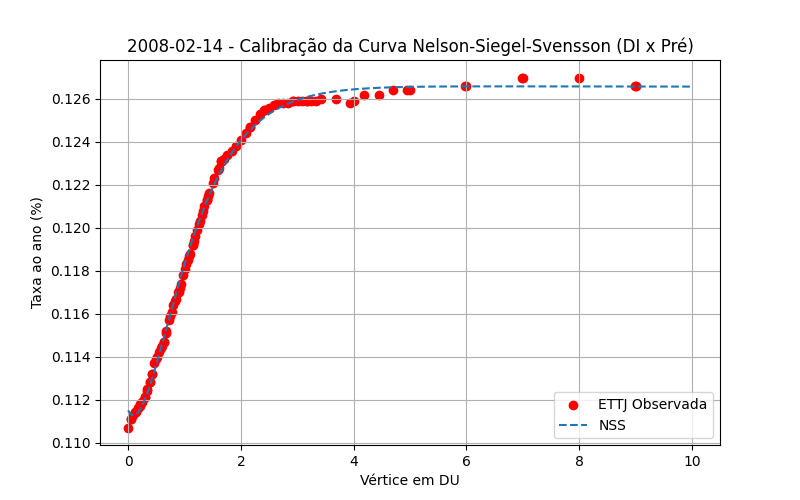 2008-02-14 - Calibração da Curva Nelson-Siegel-Svensson (DI x Pré)
Taxa ao ano (%)
0.126
0.124
0.122
0.120
0.118
0.116
0.114
0.112
0.110
ETTJ Observada
NSS
0 2 4 6 8 10
Vértice em DU